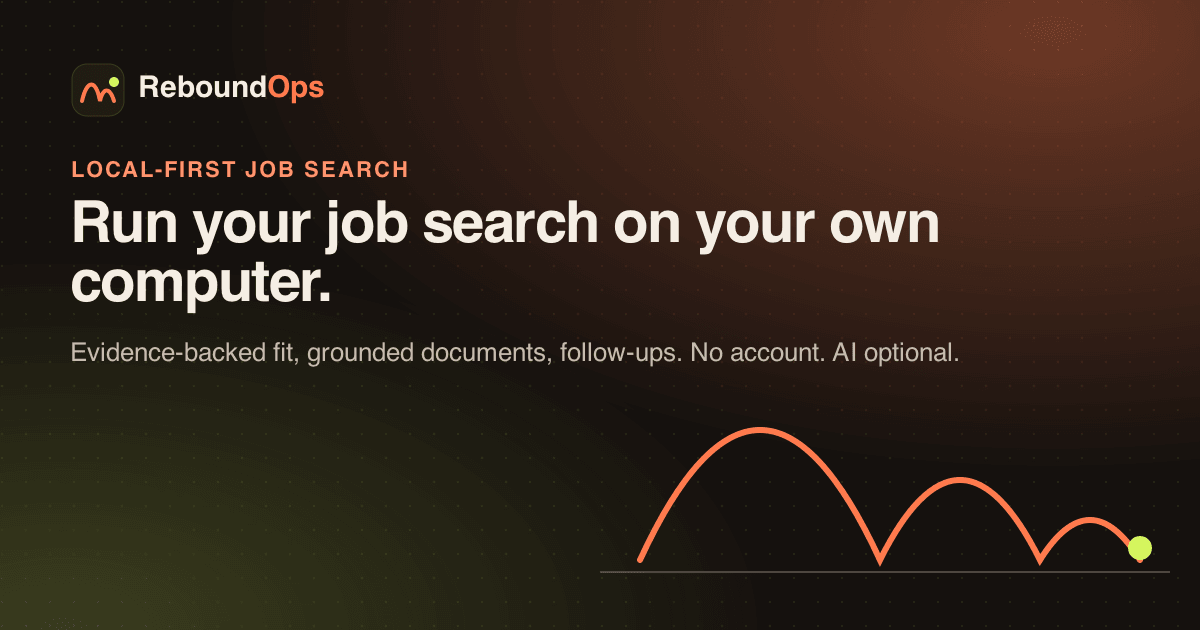 ReboundOps
LOCAL-FIRST JOB SEARCH
Run your job search on your own
computer.
Evidence-backed fit, grounded documents, follow-ups. No account. AI optional.